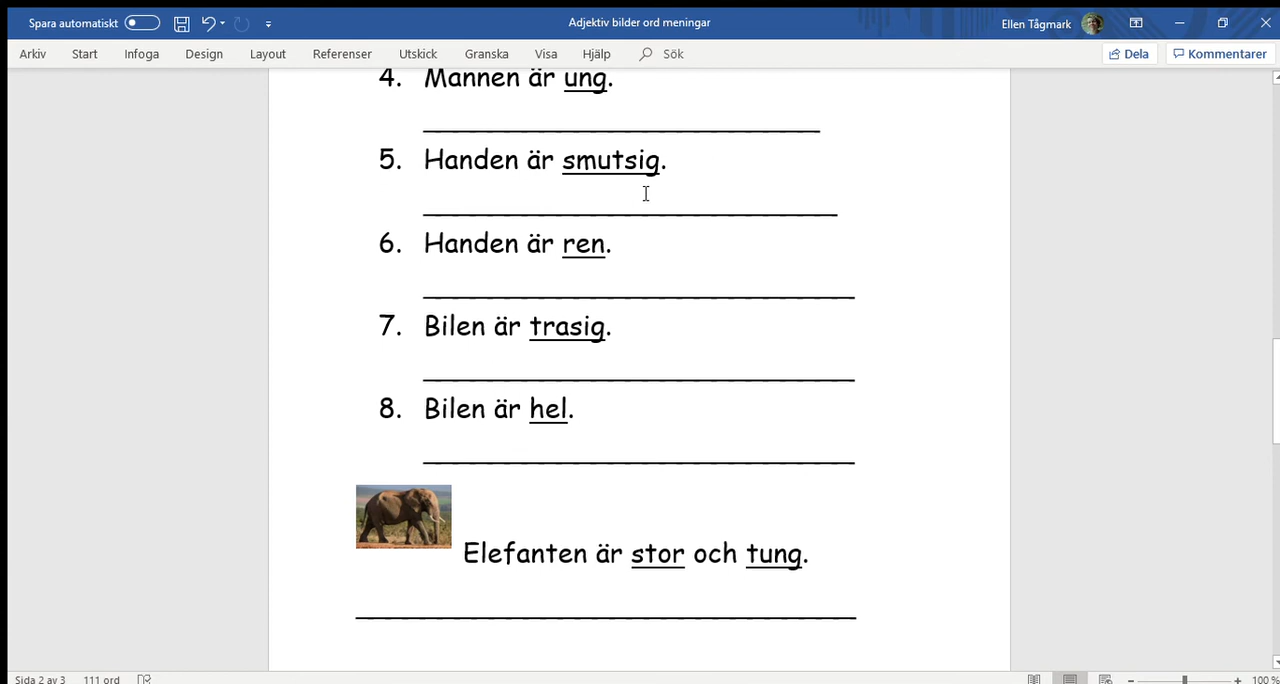 Spara automatiskt
Adjektiv bilder ord meningar
Ellen Tågmark
Arkiv Start Infoga Design Layout Referenser Utskick Granska Visa Hjälp Sök Dela Kommentarer
4. Mannen är ung.
5. Handen är smutsig.
6. Handen är ren.
7. Bilen är trasig.
8. Bilen är hel.
Elefanten är stor och tung.
Sida 2 av 3 111 ord 100 %